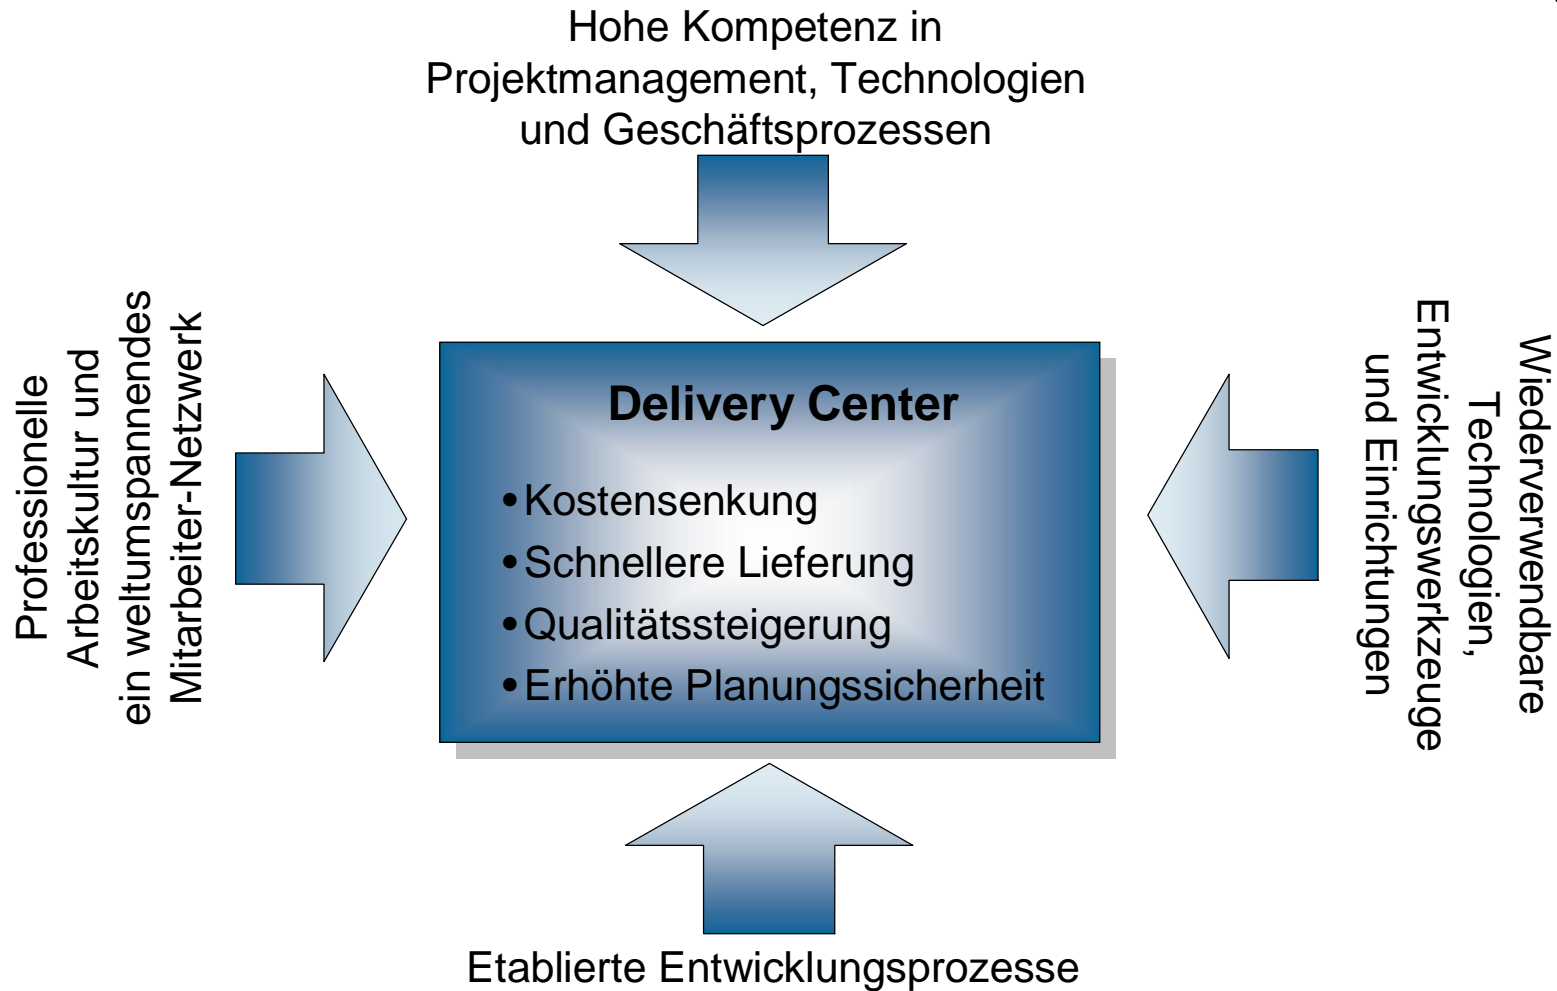 Hohe Kompetenz in
Projektmanagement, Technologien
und Geschäftsprozessen
Professionelle
Arbeitskultur und
ein weltumspannendes
Mitarbeiter-Netzwerk
Delivery Center
•Kostensenkung
•Schnellere Lieferung
•Qualitätssteigerung
•Erhöhte Planungssicherheit
Wiederverwendbare
Technologien,
Entwicklungswerkzeuge
und Einrichtungen
Etablierte Entwicklungsprozesse